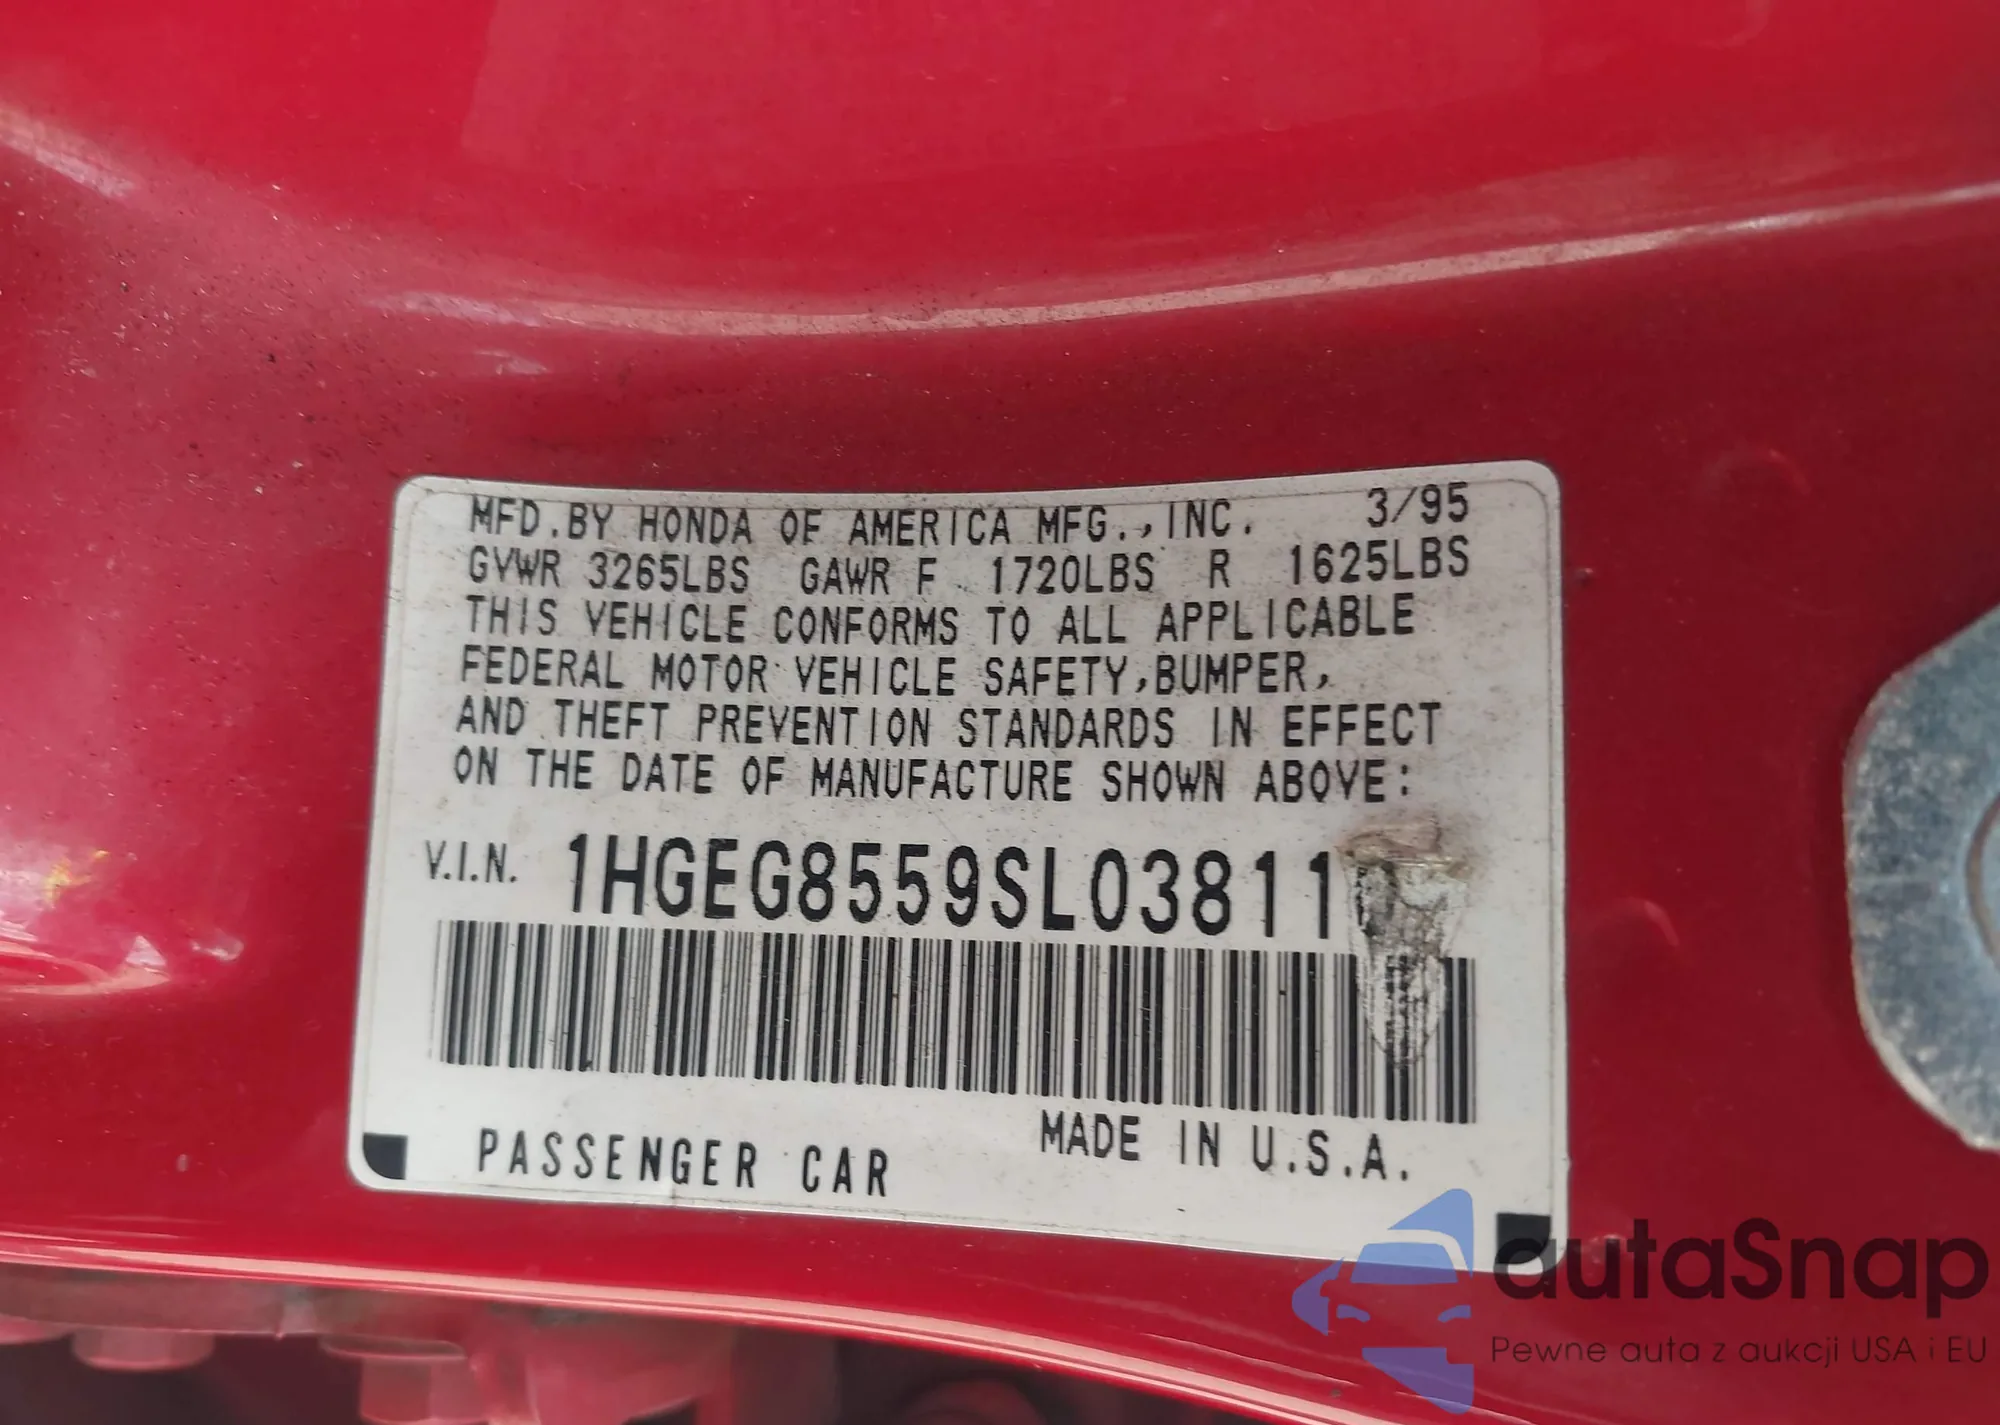 MFD.BY HONDA OF AMERICA MFG.,INC. 3/95
GVWR 3265LBS GAWR F 1720LBS R 1625LBS
THIS VEHICLE CONFORMS TO ALL APPLICABLE
FEDERAL MOTOR VEHICLE SAFETY,BUMPER,
AND THEFT PREVENTION STANDARDS IN EFFECT
ON THE DATE OF MANUFACTURE SHOWN ABOVE:
V.I.N. 1HGEG8559SL03811
PASSENGER CAR MADE IN U.S.A.
autaSnap
Pewne auta z aukcji USA i EU